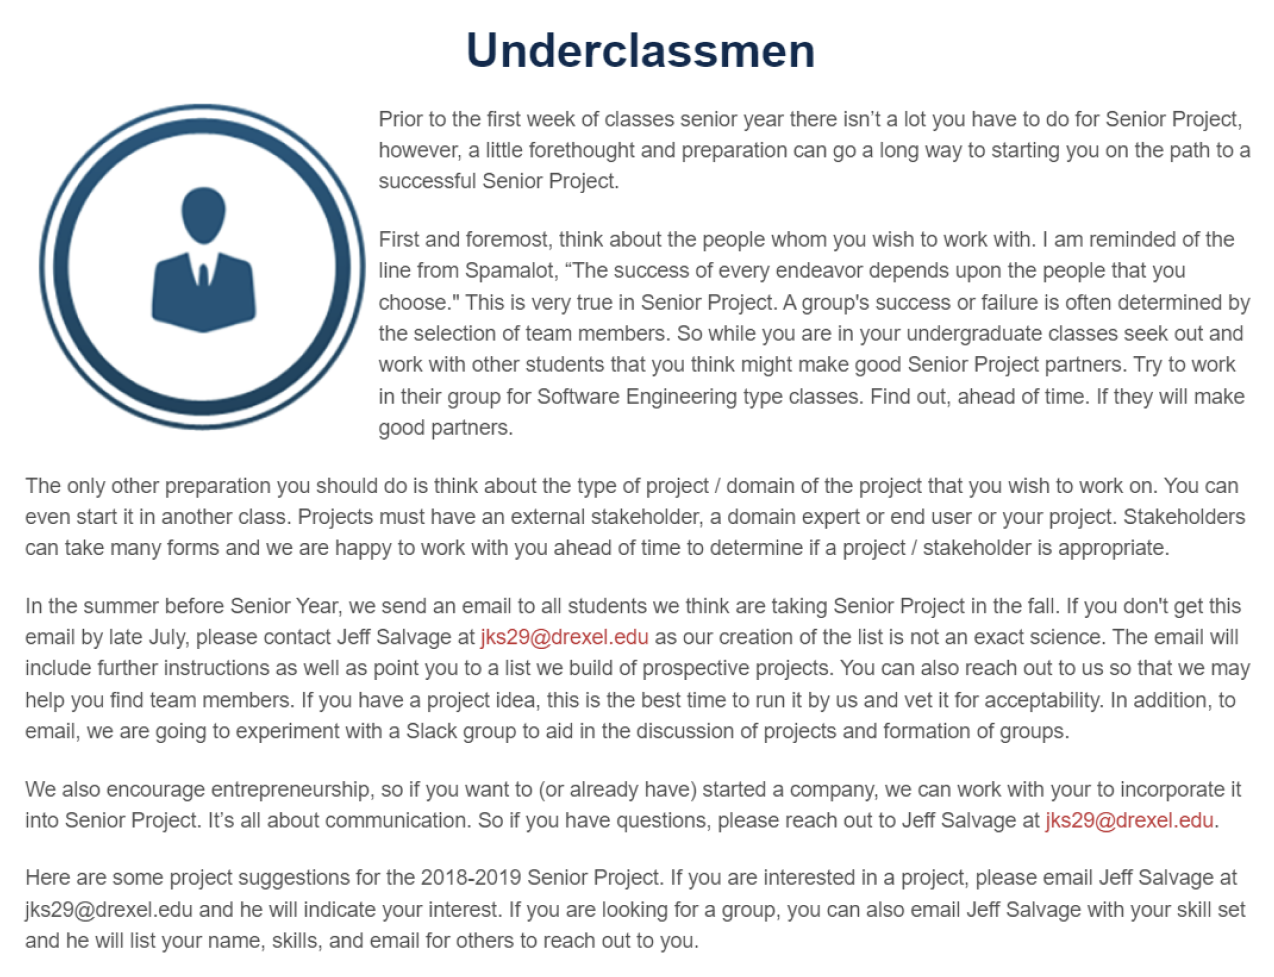 Underclassmen
Prior to the first week of classes senior year there isn’t a lot you have to do for Senior Project,
however, a little forethought and preparation can go a long way to starting you on the path to a
successful Senior Project.
First and foremost, think about the people whom you wish to work with. I am reminded of the
line from Spamalot, “The success of every endeavor depends upon the people that you
choose." This is very true in Senior Project. A group's success or failure is often determined by
the selection of team members. So while you are in your undergraduate classes seek out and
work with other students that you think might make good Senior Project partners. Try to work
in their group for Software Engineering type classes. Find out, ahead of time. If they will make
good partners.
The only other preparation you should do is think about the type of project / domain of the project that you wish to work on. You can
even start it in another class. Projects must have an external stakeholder, a domain expert or end user or your project. Stakeholders
can take many forms and we are happy to work with you ahead of time to determine if a project / stakeholder is appropriate.
In the summer before Senior Year, we send an email to all students we think are taking Senior Project in the fall. If you don't get this
email by late July, please contact Jeff Salvage at jks29@drexel.edu as our creation of the list is not an exact science. The email will
include further instructions as well as point you to a list we build of prospective projects. You can also reach out to us so that we may
help you find team members. If you have a project idea, this is the best time to run it by us and vet it for acceptability. In addition, to
email, we are going to experiment with a Slack group to aid in the discussion of projects and formation of groups.
We also encourage entrepreneurship, so if you want to (or already have) started a company, we can work with your to incorporate it
into Senior Project. It’s all about communication. So if you have questions, please reach out to Jeff Salvage at jks29@drexel.edu.
Here are some project suggestions for the 2018-2019 Senior Project. If you are interested in a project, please email Jeff Salvage at
jks29@drexel.edu and he will indicate your interest. If you are looking for a group, you can also email Jeff Salvage with your skill set
and he will list your name, skills, and email for others to reach out to you.